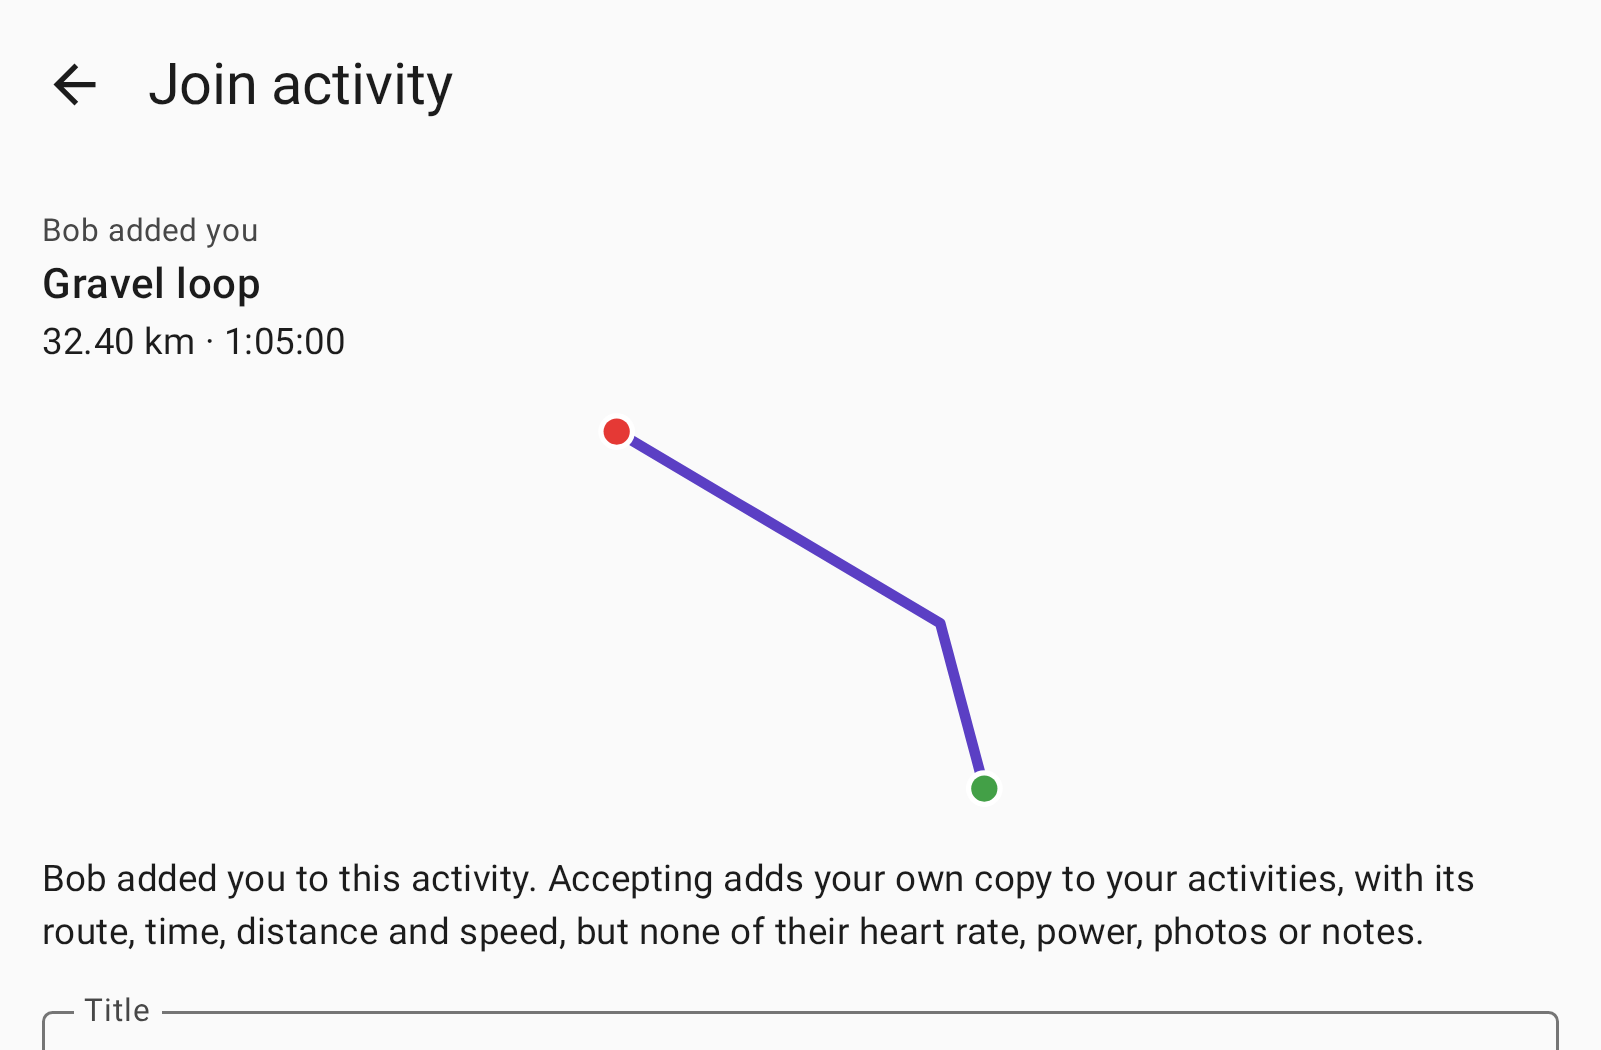 Join activity
Bob added you
Gravel loop
32.40 km · 1:05:00
Bob added you to this activity. Accepting adds your own copy to your activities, with its
route, time, distance and speed, but none of their heart rate, power, photos or notes.
Title